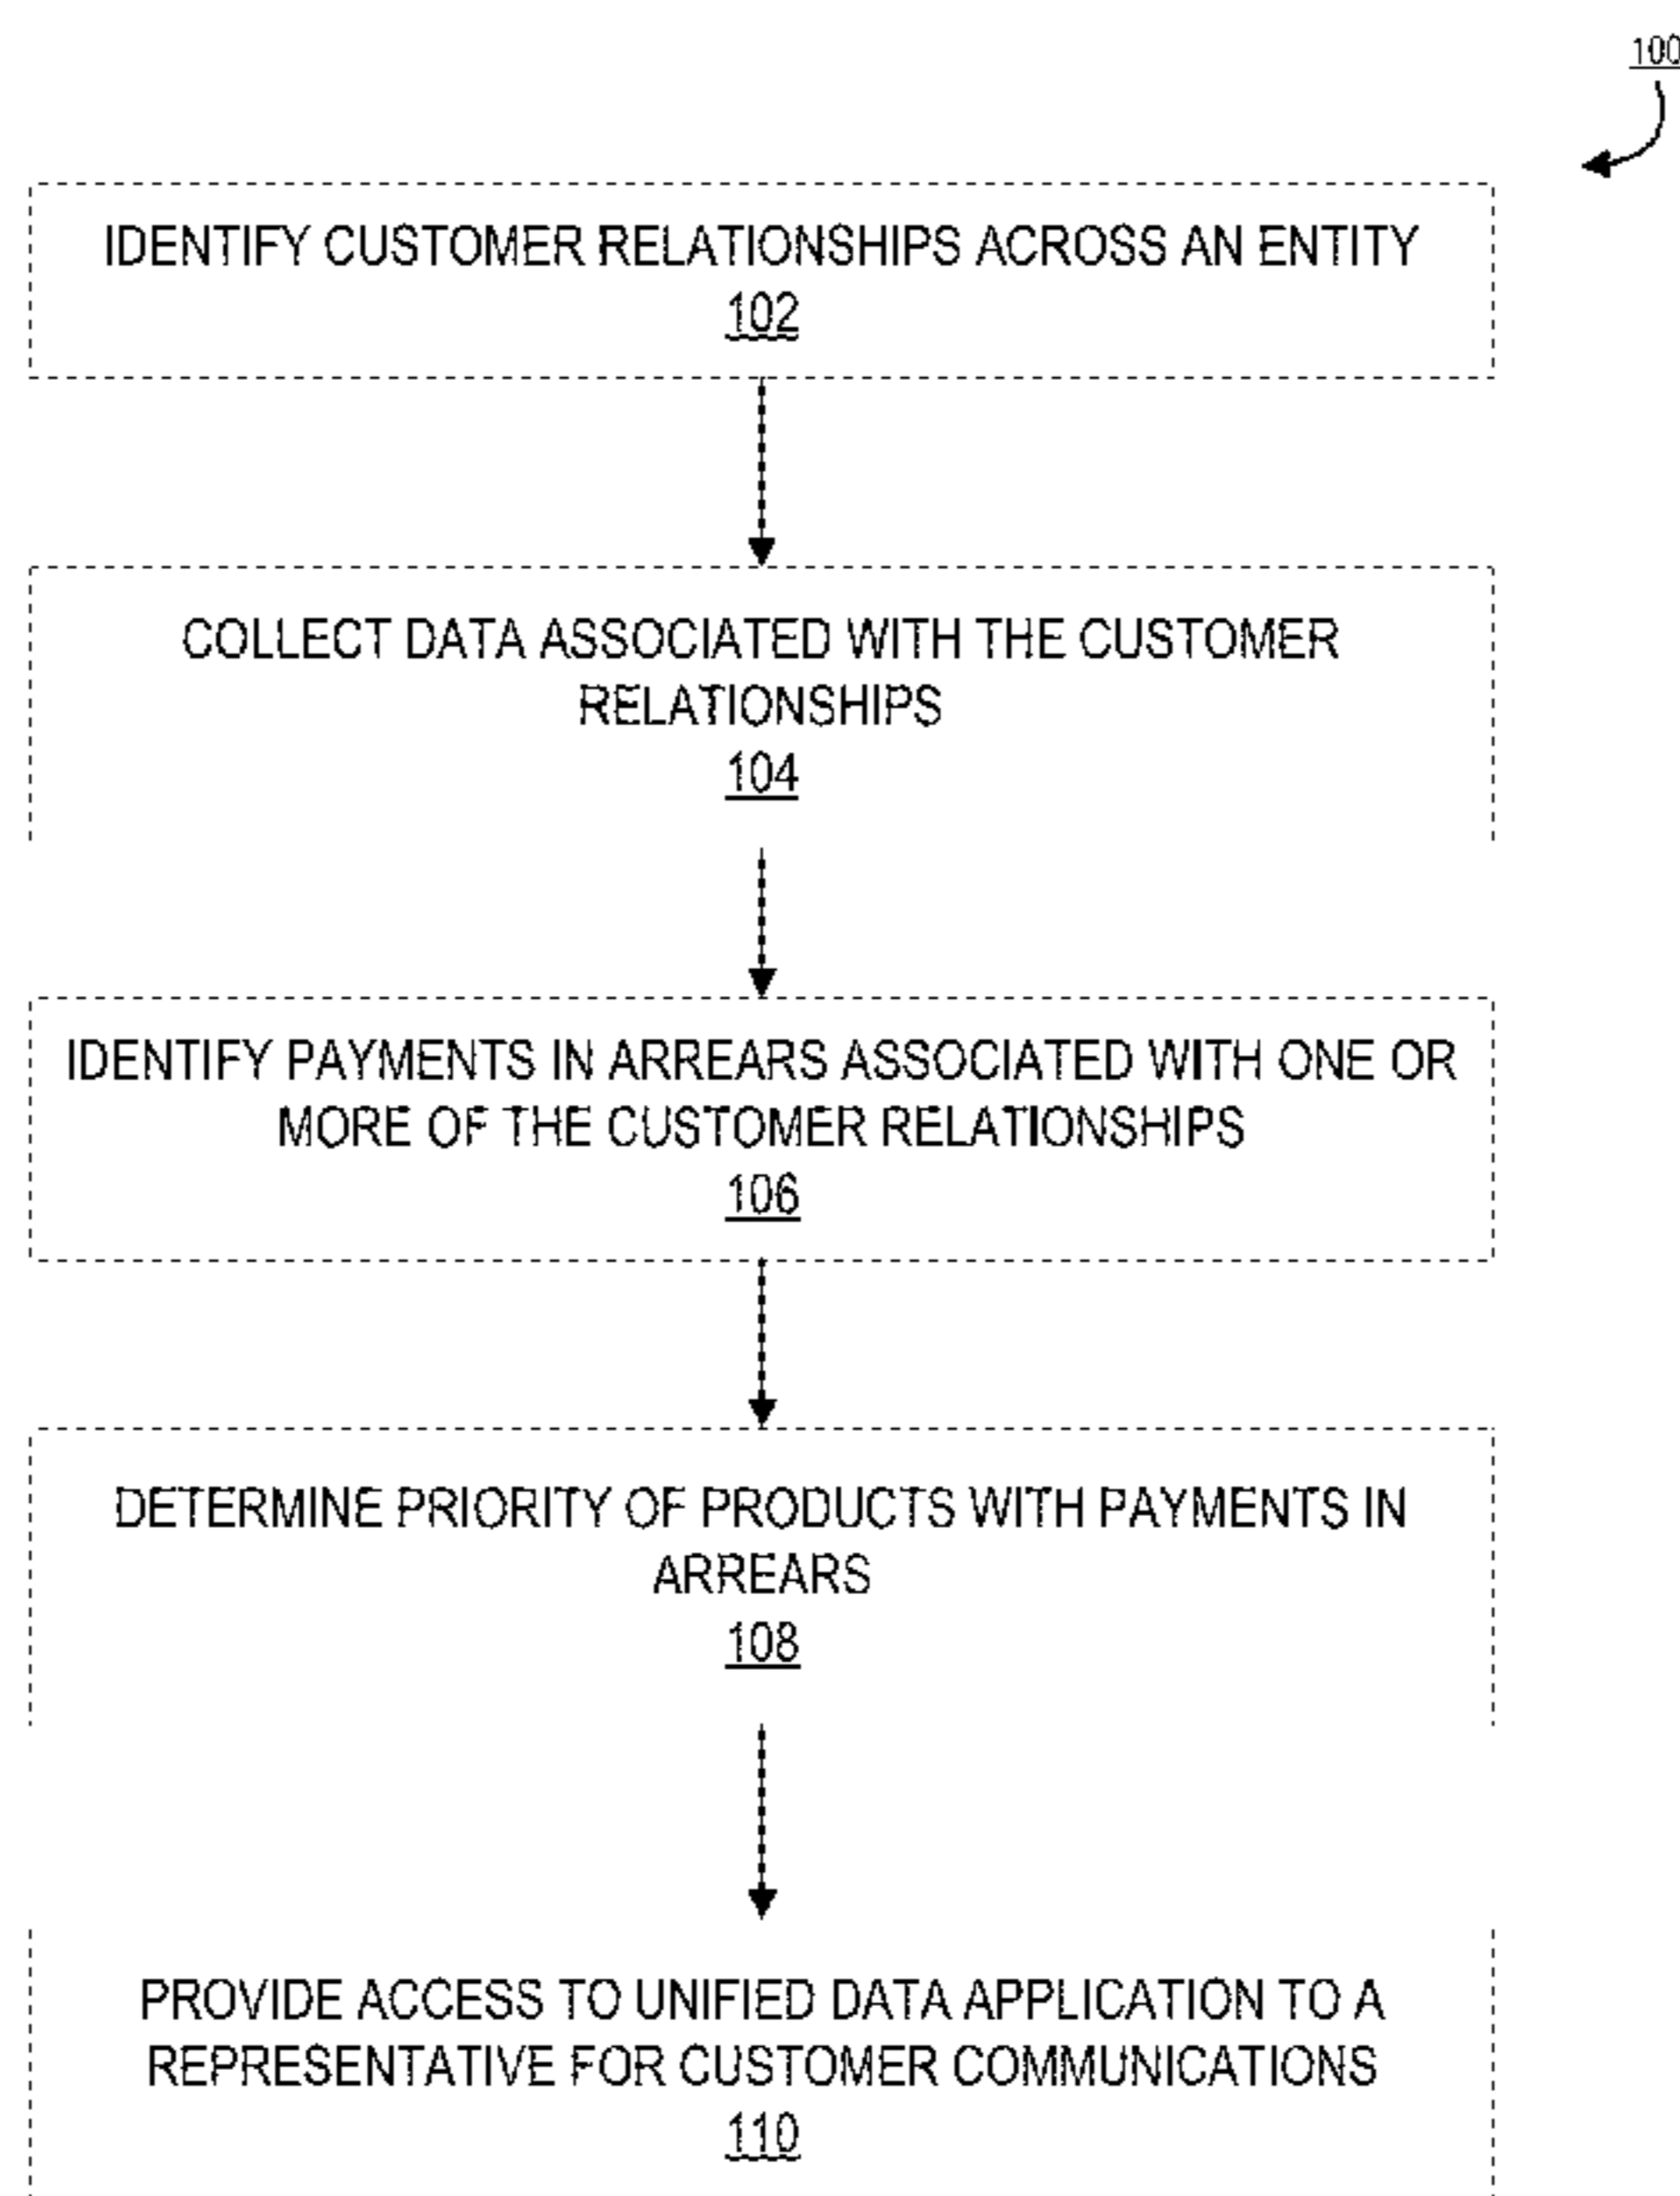 100
IDENTIFY CUSTOMER RELATIONSHIPS ACROSS AN ENTITY
102
COLLECT DATA ASSOCIATED WITH THE CUSTOMER
RELATIONSHIPS
104
IDENTIFY PAYMENTS IN ARREARS ASSOCIATED WITH ONE OR
MORE OF THE CUSTOMER RELATIONSHIPS
106
DETERMINE PRIORITY OF PRODUCTS WITH PAYMENTS IN
ARREARS
108
PROVIDE ACCESS TO UNIFIED DATA APPLICATION TO A
REPRESENTATIVE FOR CUSTOMER COMMUNICATIONS
110